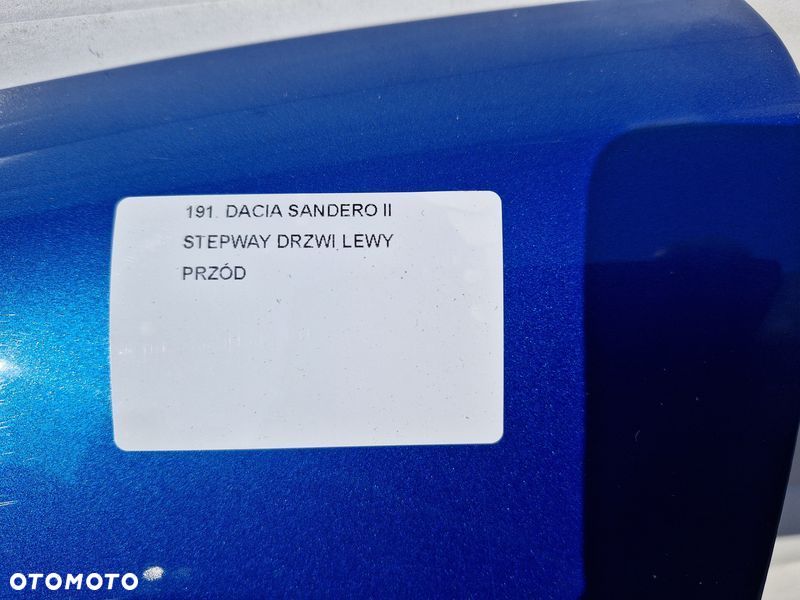 191. DACIA SANDERO II
STEPWAY DRZWI LEWY
PRZÓD
OTOMOTO